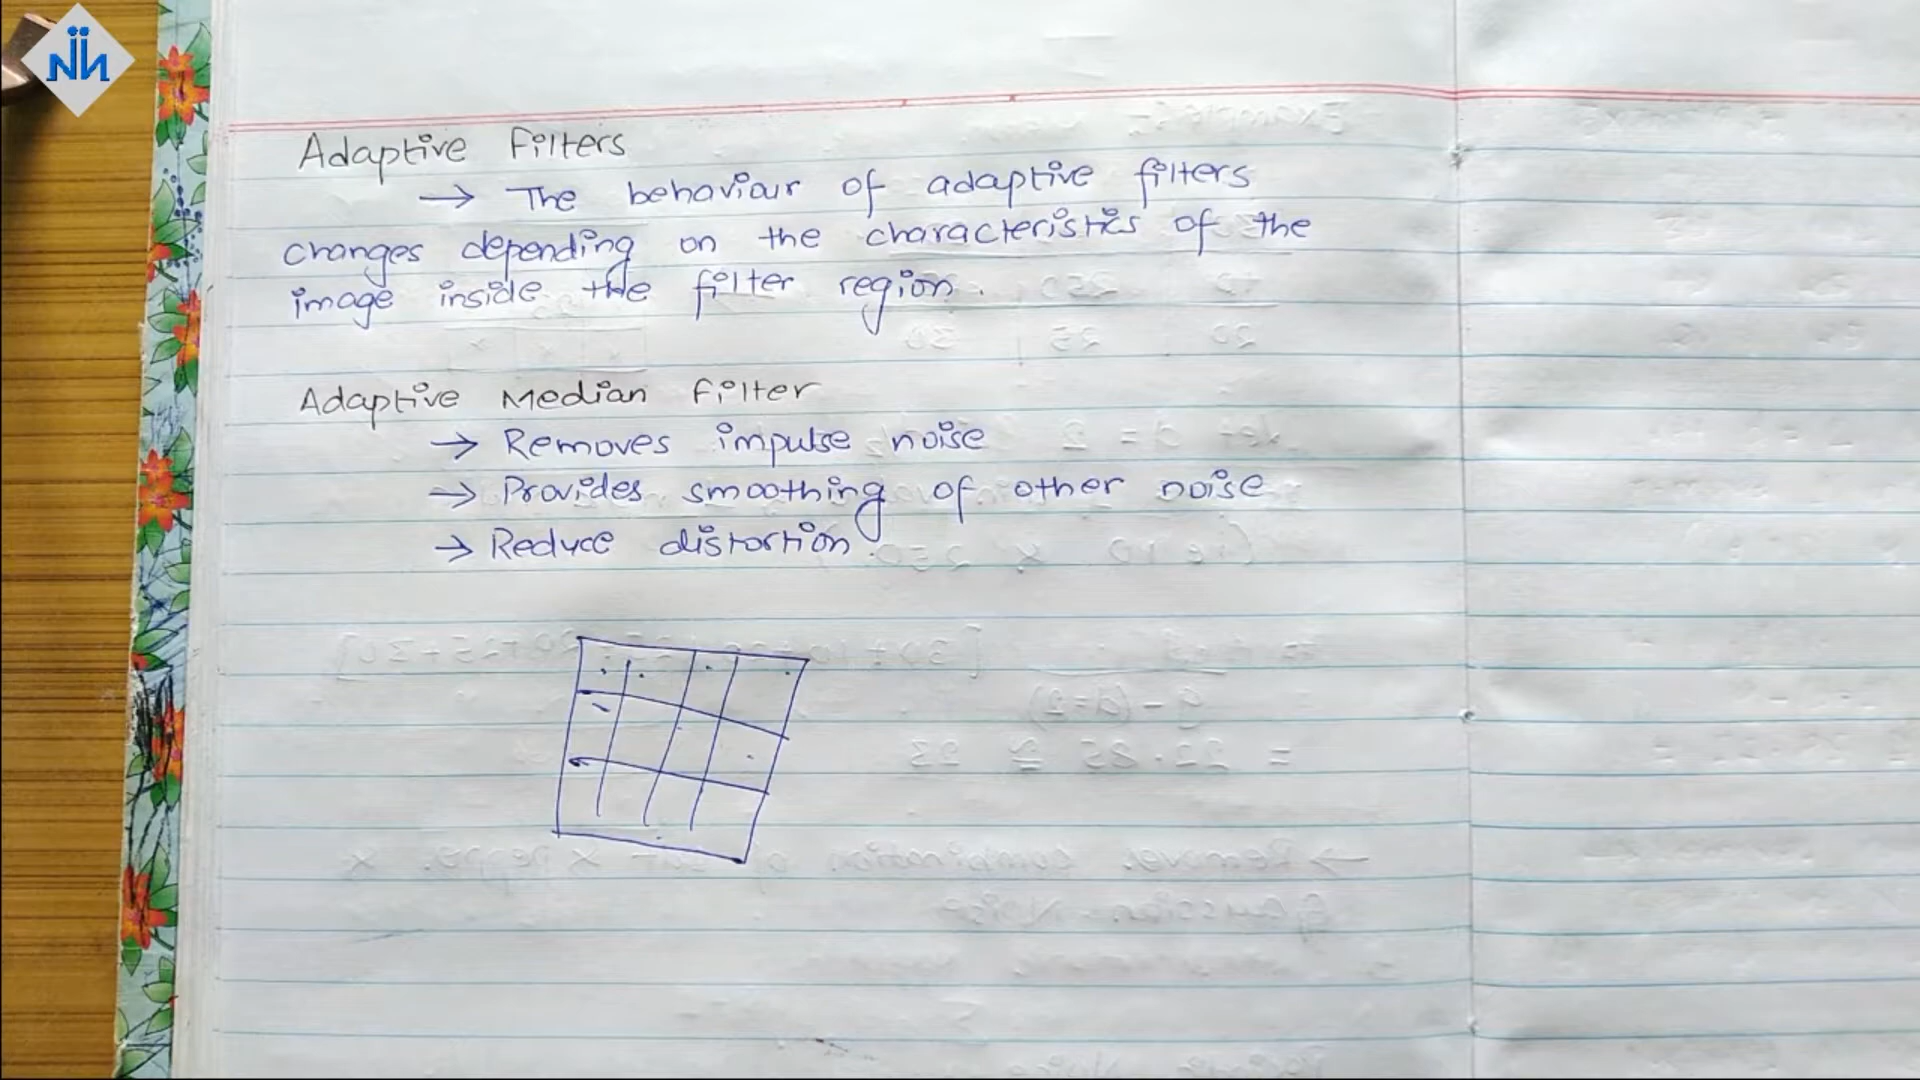 Adaptive Filters
→ The behaviour of adaptive filters
changes depending on the characteristics of the
image inside the filter region.
Adaptive Median Filter
→ Removes impulse noise
→ Provides smoothing of other noise
→ Reduce distortion.